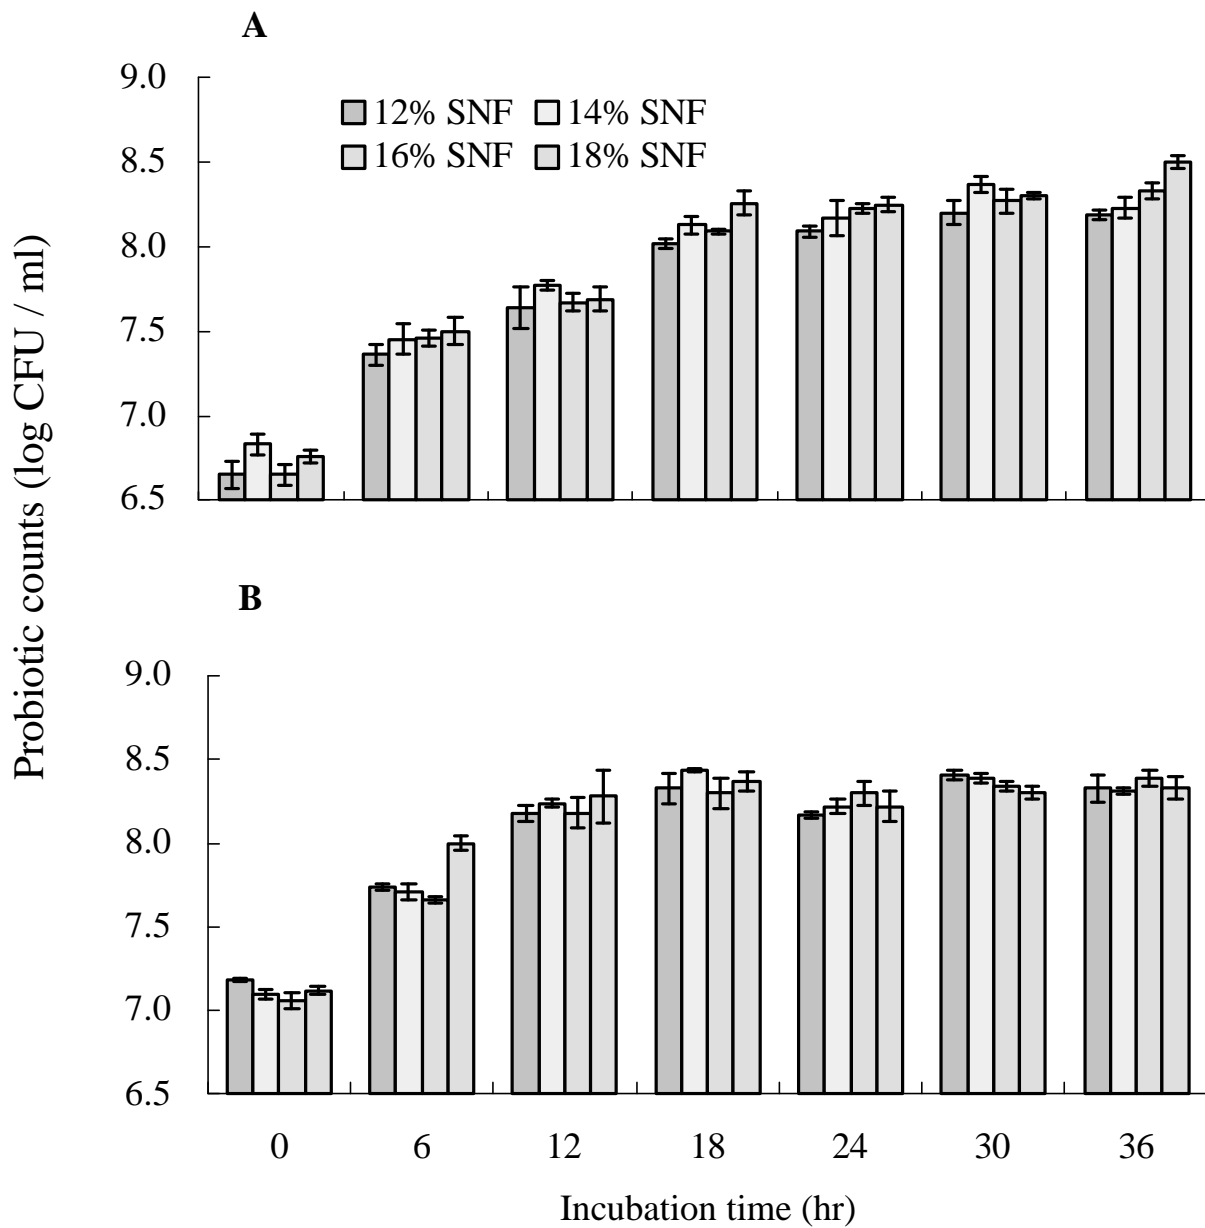 A
9.0
12% SNF 14% SNF
16% SNF 18% SNF
8.5
8.0
7.5
7.0
6.5
Probiotic counts (log CFU / ml)
B
9.0
8.5
8.0
7.5
7.0
6.5
0 6 12 18 24 30 36
Incubation time (hr)